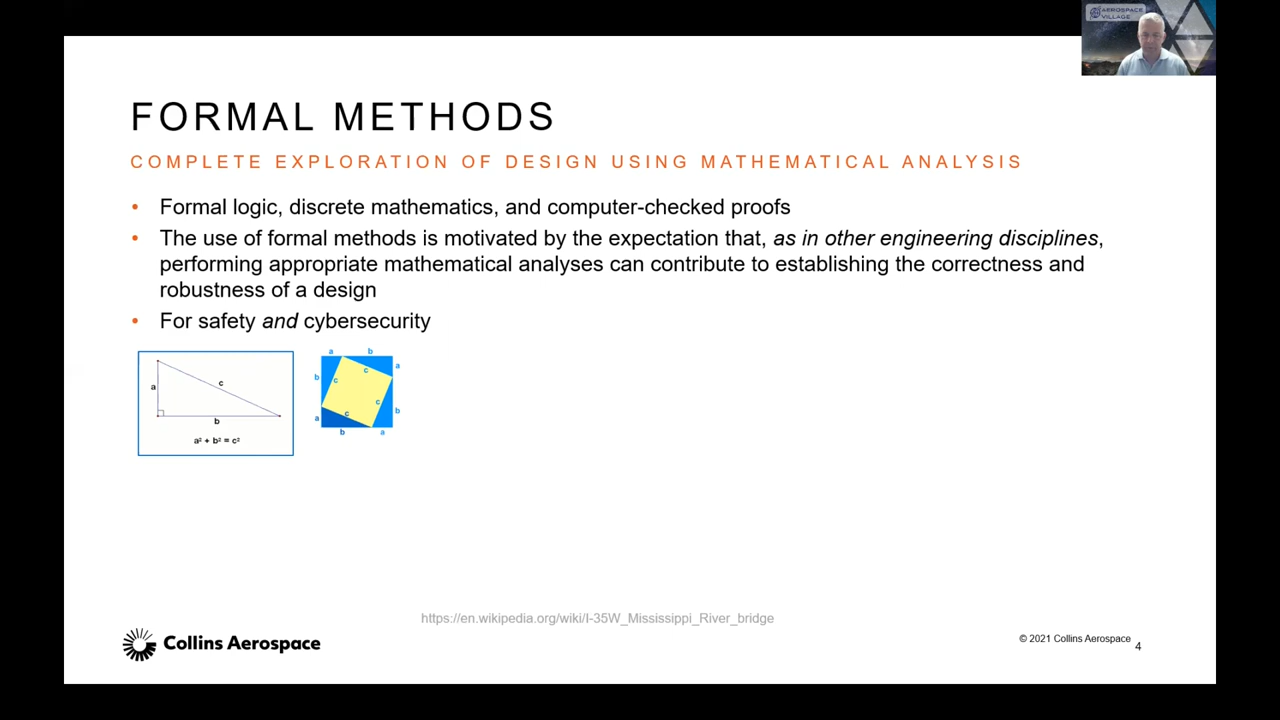 AEROSPACE
VILLAGE
FORMAL METHODS
COMPLETE EXPLORATION OF DESIGN USING MATHEMATICAL ANALYSIS
• Formal logic, discrete mathematics, and computer-checked proofs
• The use of formal methods is motivated by the expectation that, as in other engineering disciplines,
performing appropriate mathematical analyses can contribute to establishing the correctness and
robustness of a design
• For safety and cybersecurity
a
c
b
a² + b² = c²
a b
a
b
c
c
c
b
a
c
b a
https://en.wikipedia.org/wiki/I-35W_Mississippi_River_bridge
Collins Aerospace
© 2021 Collins Aerospace
4